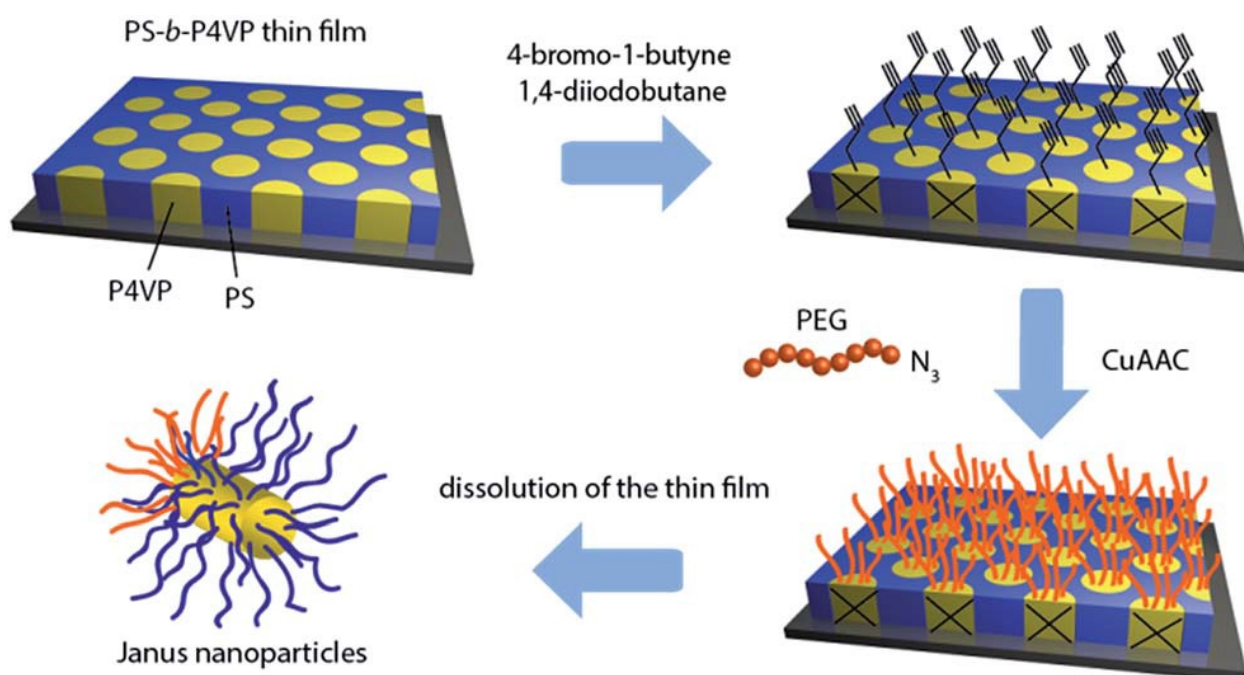 PS-b-P4VP thin film
4-bromo-1-butyne
1,4-diiodobutane
P4VP
PS
PEG
N3
CuAAC
dissolution of the thin film
Janus nanoparticles